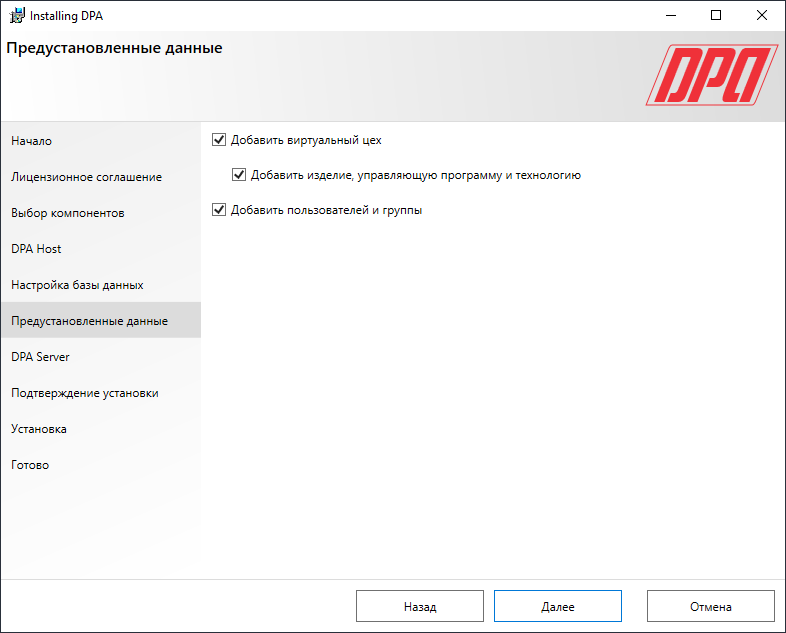 Installing DPA
Предустановленные данные
DPA
Начало
Лицензионное соглашение
Выбор компонентов
DPA Host
Настройка базы данных
Предустановленные данные
DPA Server
Подтверждение установки
Установка
Готово
Добавить виртуальный цех
Добавить изделие, управляющую программу и технологию
Добавить пользователей и группы
Назад
Далее
Отмена